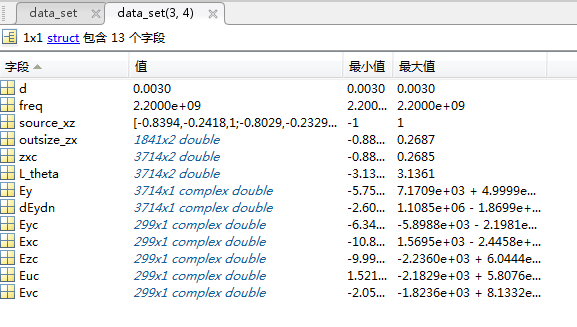 data_set data_set(3, 4)
1x1 struct 包含 13 个字段
字段 值 最小值 最大值
d 0.0030 0.0030 0.0030
freq 2.2000e+09 2.200... 2.2000e+09
source_xz [-0.8394,-0.2418,1;-0.8029,-0.2329... -1 1
outsize_zx 1841x2 double -0.88... 0.2687
zxc 3714x2 double -0.88... 0.2685
L_theta 3714x2 double -3.13... 3.1361
Ey 3714x1 complex double -5.75... 7.1709e+03 + 4.9999e...
dEydn 3714x1 complex double -2.60... 1.1085e+06 - 1.8699e...
Eyc 299x1 complex double -6.34... -5.8988e+03 - 2.1981e...
Exc 299x1 complex double -10.8... 1.5695e+03 - 2.4458e...
Ezc 299x1 complex double -9.99... -2.2360e+03 + 6.0444e...
Euc 299x1 complex double 1.521... -2.1829e+03 + 5.8076e...
Evc 299x1 complex double -2.05... -1.8236e+03 + 8.1332e...